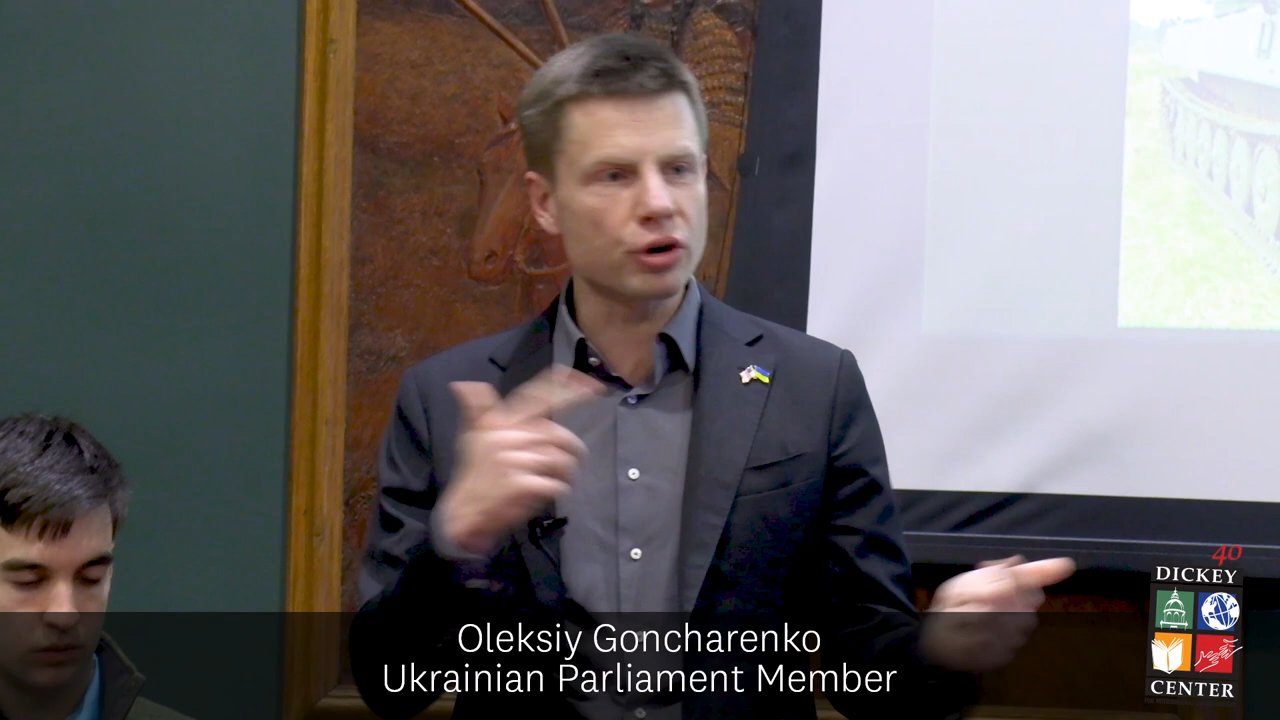 40
DICKEY
CENTER
Oleksiy Goncharenko
Ukrainian Parliament Member